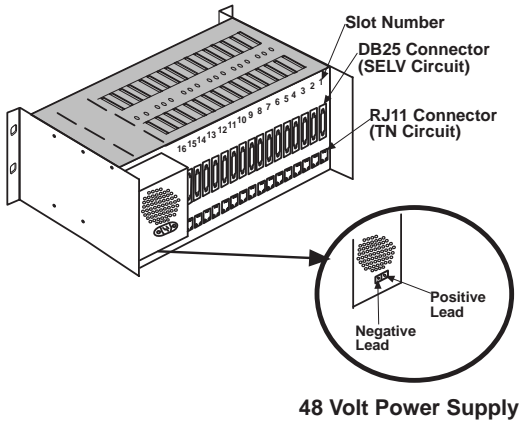 Slot Number
DB25 Connector
(SELV Circuit)
RJ11 Connector
(TN Circuit)
16 15 14 13 12 11 10 9 8 7 6 5 4 3 2 1
Positive
Lead
Negative
Lead
48 Volt Power Supply